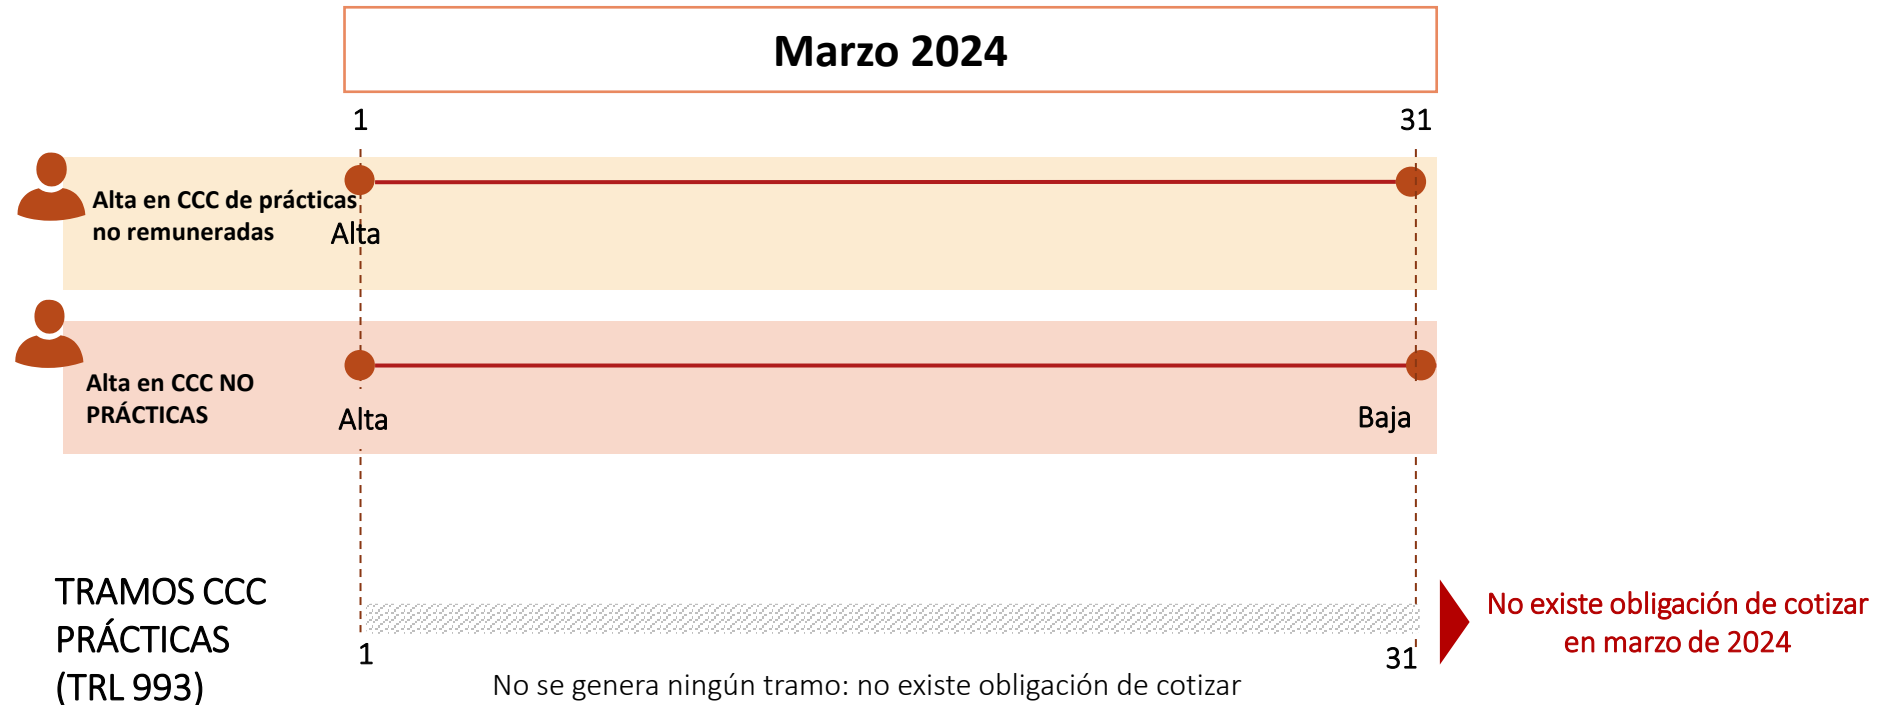 Marzo 2024
1
31
Alta en CCC de prácticas
no remuneradas
Alta
Alta en CCC NO
PRÁCTICAS
Alta
Baja
TRAMOS CCC
PRÁCTICAS
(TRL 993)
1
31
No se genera ningún tramo: no existe obligación de cotizar
No existe obligación de cotizar
en marzo de 2024